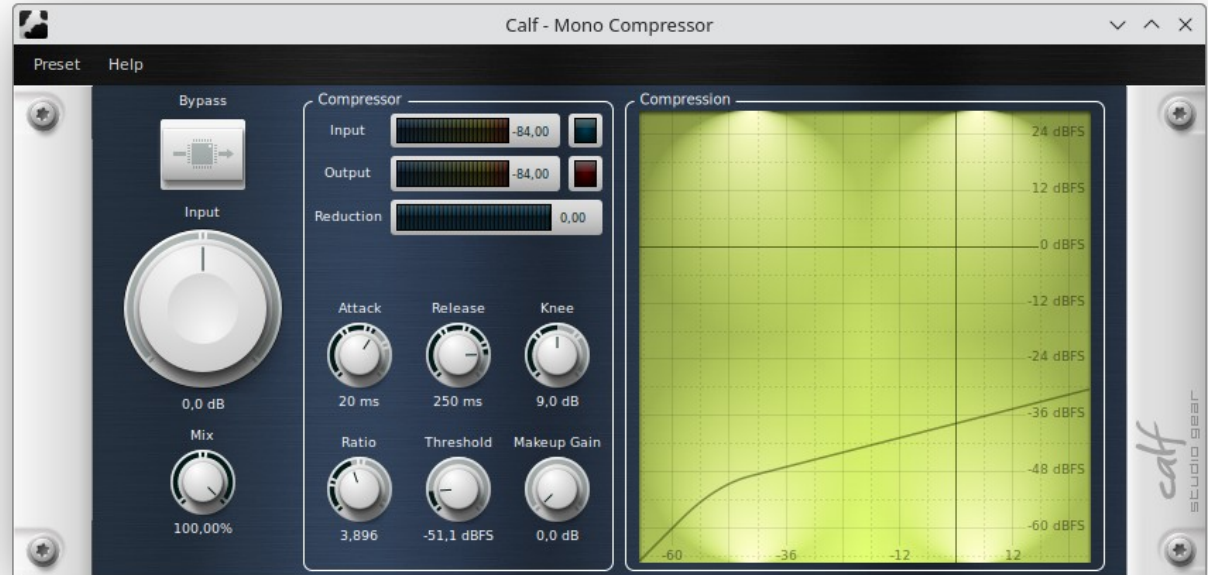 Calf - Mono Compressor
Preset Help
Bypass
Input
0,0 dB
Mix
100,00%
Compressor
Input -84,00
Output -84,00
Reduction 0,00
Attack Release Knee
20 ms 250 ms 9,0 dB
Ratio Threshold Makeup Gain
3,896 -51,1 dBFS 0,0 dB
Compression
24 dBFS
12 dBFS
0 dBFS
-12 dBFS
-24 dBFS
-36 dBFS
-48 dBFS
-60 dBFS
-60 -36 -12 12
calf
studio gear